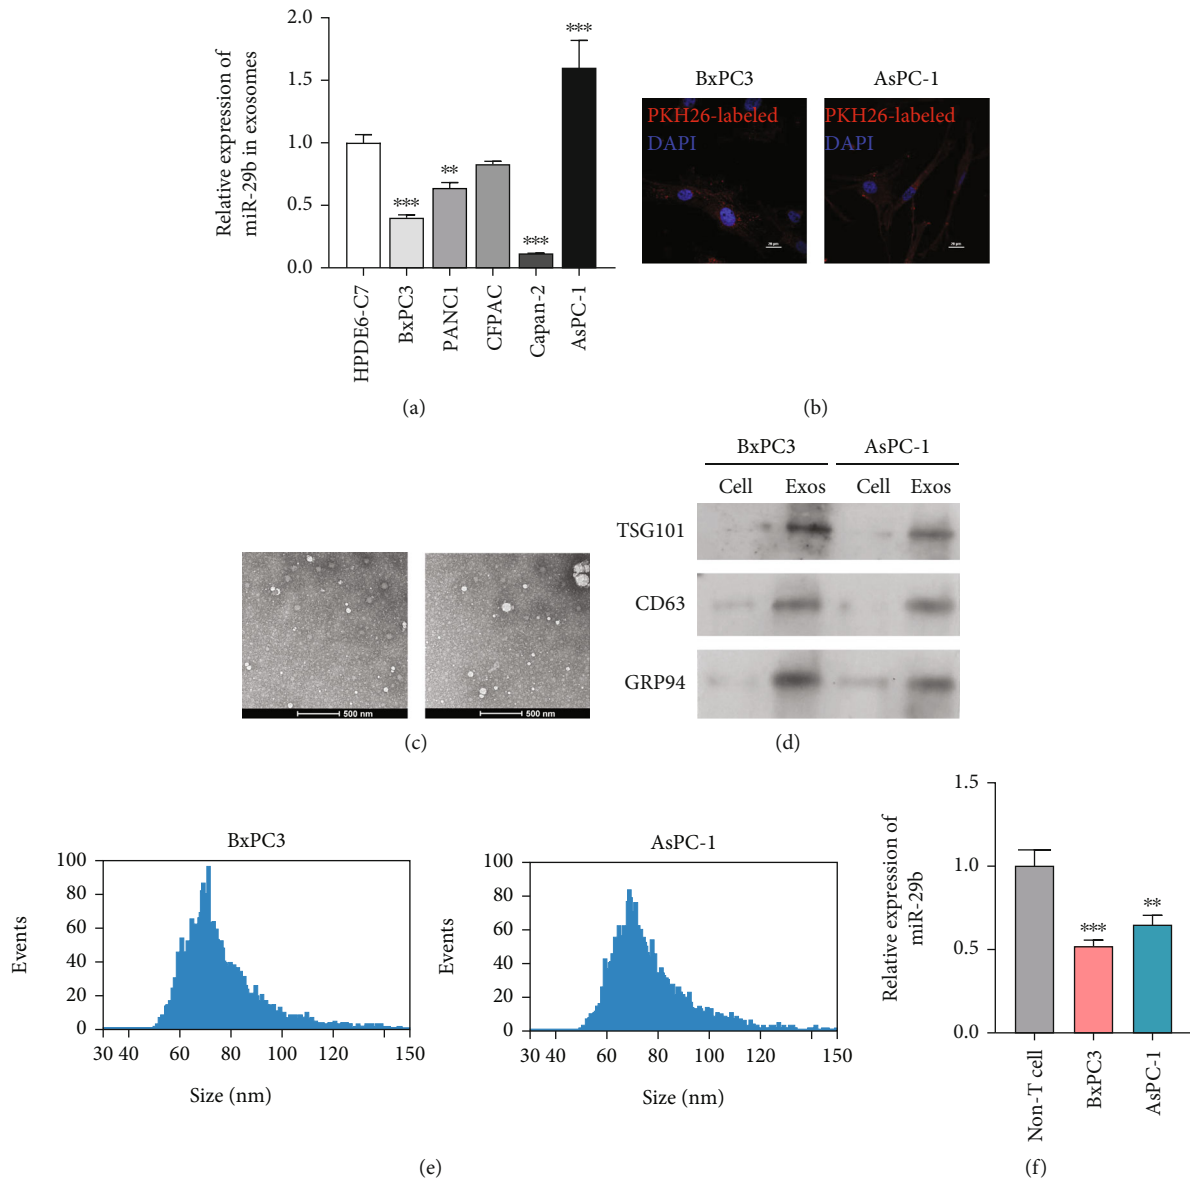 Relative expression of
miR-29b in exosomes
2.0
1.5
1.0
0.5
0.0
***
**
***
***
HPDE6-C7
BxPC3
PANC1
CFPAC
Capan-2
AsPC-1
(a)
BxPC3
AsPC-1
PKH26-labeled
DAPI
PKH26-labeled
DAPI
(b)
500 nm
500 nm
(c)
BxPC3
AsPC-1
Cell
Exos
Cell
Exos
TSG101
CD63
GRP94
(d)
BxPC3
Events
100
80
60
40
20
0
30 40 60 80 100 120 150
Size (nm)
AsPC-1
Events
100
80
60
40
20
0
30 40 60 80 100 120 150
Size (nm)
(e)
Relative expression of
miR-29b
1.5
1.0
0.5
0.0
***
**
Non-T cell
BxPC3
AsPC-1
(f)